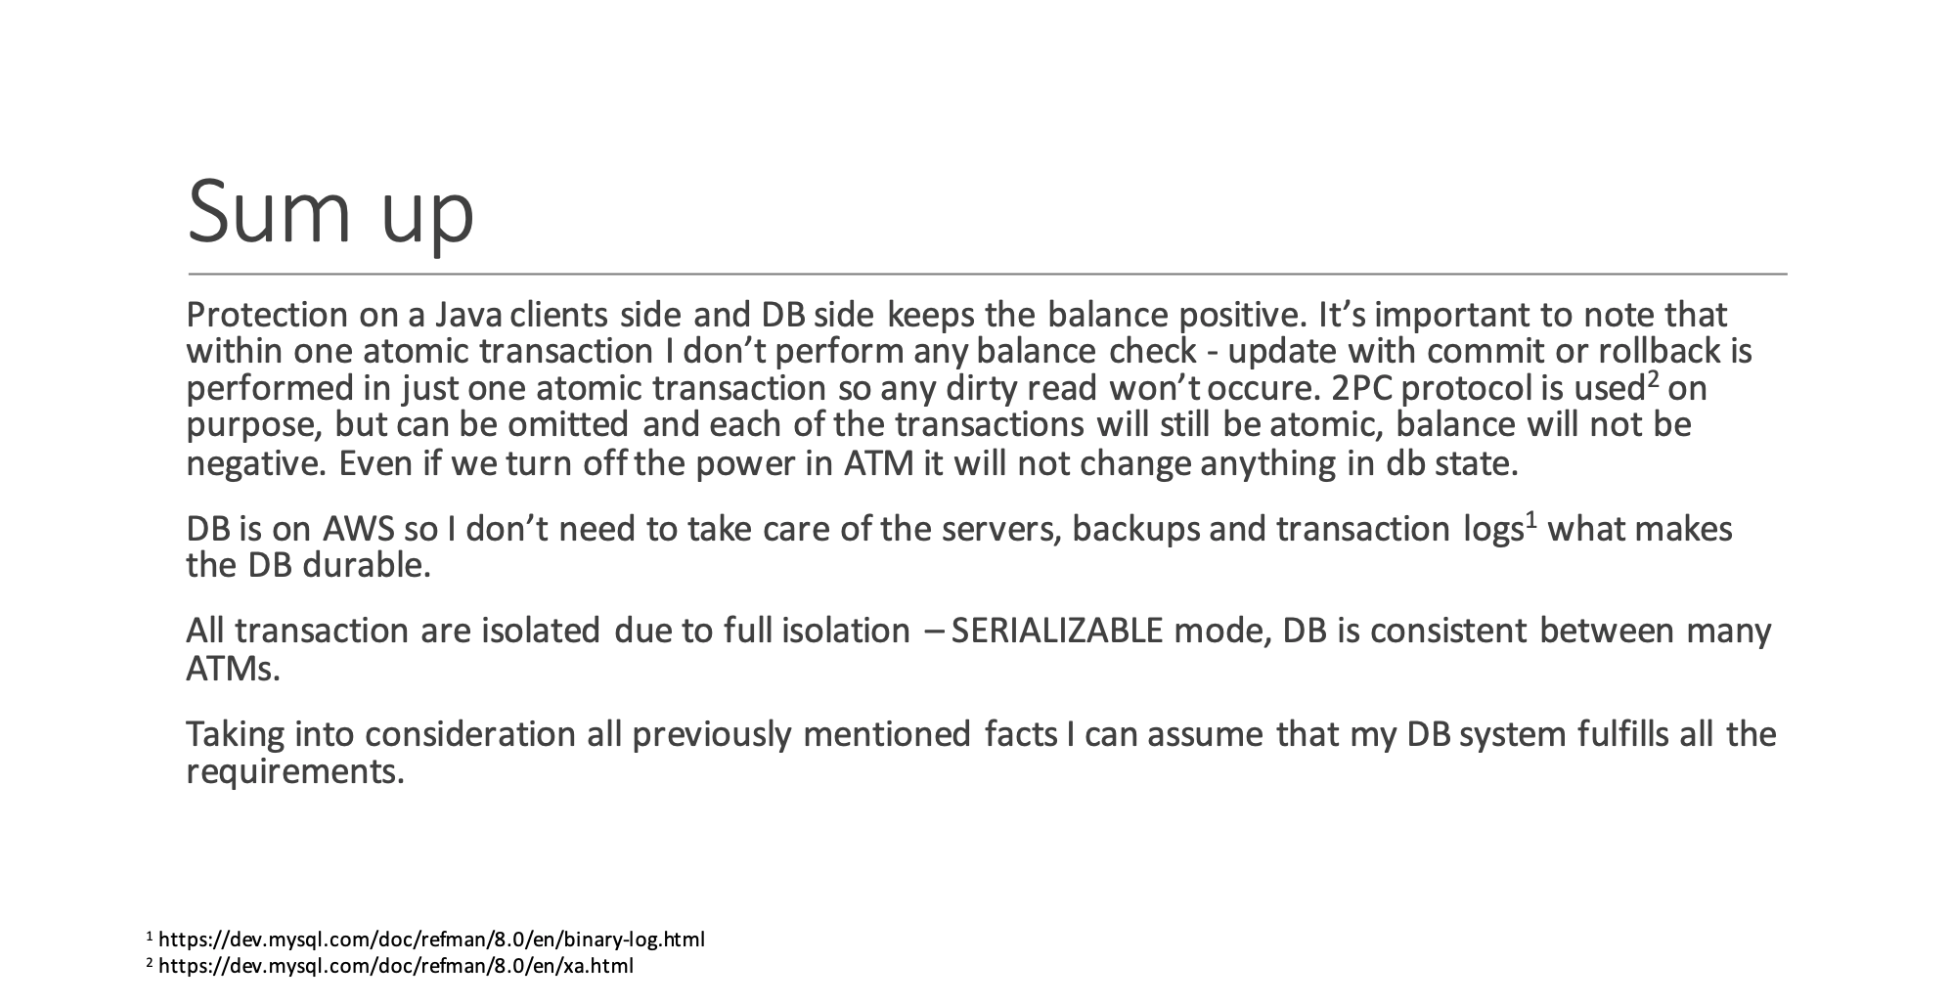 Sum up
Protection on a Java clients side and DB side keeps the balance positive. It’s important to note that
within one atomic transaction I don’t perform any balance check - update with commit or rollback is
performed in just one atomic transaction so any dirty read won’t occure. 2PC protocol is used² on
purpose, but can be omitted and each of the transactions will still be atomic, balance will not be
negative. Even if we turn off the power in ATM it will not change anything in db state.
DB is on AWS so I don’t need to take care of the servers, backups and transaction logs¹ what makes
the DB durable.
All transaction are isolated due to full isolation – SERIALIZABLE mode, DB is consistent between many
ATMs.
Taking into consideration all previously mentioned facts I can assume that my DB system fulfills all the
requirements.
¹ https://dev.mysql.com/doc/refman/8.0/en/binary-log.html
² https://dev.mysql.com/doc/refman/8.0/en/xa.html